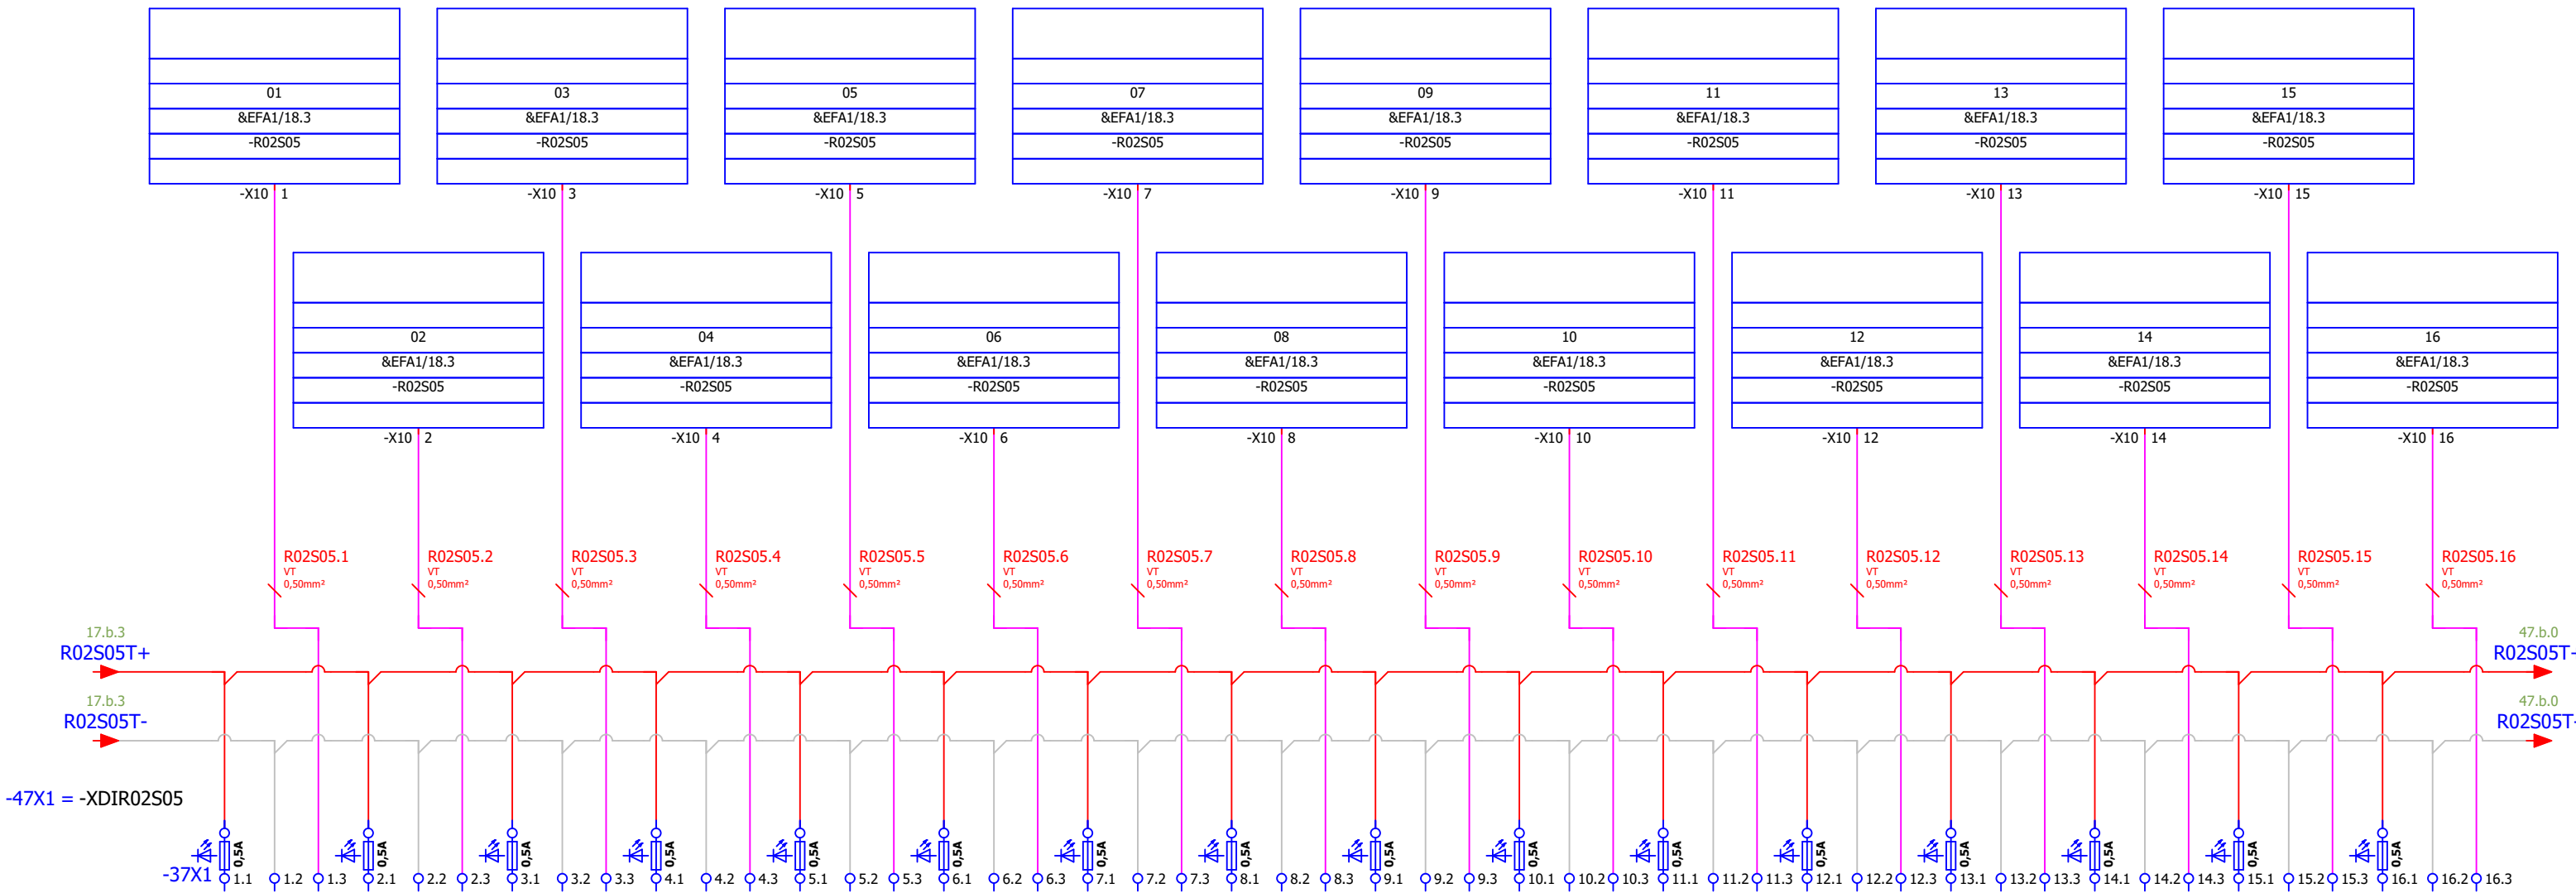 01 03 05 07 09 11 13 15
&EFA1/18.3 &EFA1/18.3 &EFA1/18.3 &EFA1/18.3 &EFA1/18.3 &EFA1/18.3 &EFA1/18.3 &EFA1/18.3
-R02S05 -R02S05 -R02S05 -R02S05 -R02S05 -R02S05 -R02S05 -R02S05
-X10 1 -X10 3 -X10 5 -X10 7 -X10 9 -X10 11 -X10 13 -X10 15
02 04 06 08 10 12 14 16
&EFA1/18.3 &EFA1/18.3 &EFA1/18.3 &EFA1/18.3 &EFA1/18.3 &EFA1/18.3 &EFA1/18.3 &EFA1/18.3
-R02S05 -R02S05 -R02S05 -R02S05 -R02S05 -R02S05 -R02S05 -R02S05
-X10 2 -X10 4 -X10 6 -X10 8 -X10 10 -X10 12 -X10 14 -X10 16
R02S05.1 R02S05.2 R02S05.3 R02S05.4 R02S05.5 R02S05.6 R02S05.7 R02S05.8 R02S05.9 R02S05.10 R02S05.11 R02S05.12 R02S05.13 R02S05.14 R02S05.15 R02S05.16
VT VT VT VT VT VT VT VT VT VT VT VT VT VT VT VT
0,50mm² 0,50mm² 0,50mm² 0,50mm² 0,50mm² 0,50mm² 0,50mm² 0,50mm² 0,50mm² 0,50mm² 0,50mm² 0,50mm² 0,50mm² 0,50mm² 0,50mm² 0,50mm²
17.b.3 47.b.0
R02S05T+ R02S05T
17.b.3 47.b.0
R02S05T- R02S05T
-47X1 = -XDIR02S05
0,5A 0,5A 0,5A 0,5A 0,5A 0,5A 0,5A 0,5A 0,5A 0,5A 0,5A 0,5A 0,5A 0,5A 0,5A 0,5A
-37X1 1.1 1.2 1.3 2.1 2.2 2.3 3.1 3.2 3.3 4.1 4.2 4.3 5.1 5.2 5.3 6.1 6.2 6.3 7.1 7.2 7.3 8.1 8.2 8.3 9.1 9.2 9.3 10.1 10.2 10.3 11.1 11.2 11.3 12.1 12.2 12.3 13.1 13.2 13.3 14.1 14.2 14.3 15.1 15.2 15.3 16.1 16.2 16.3